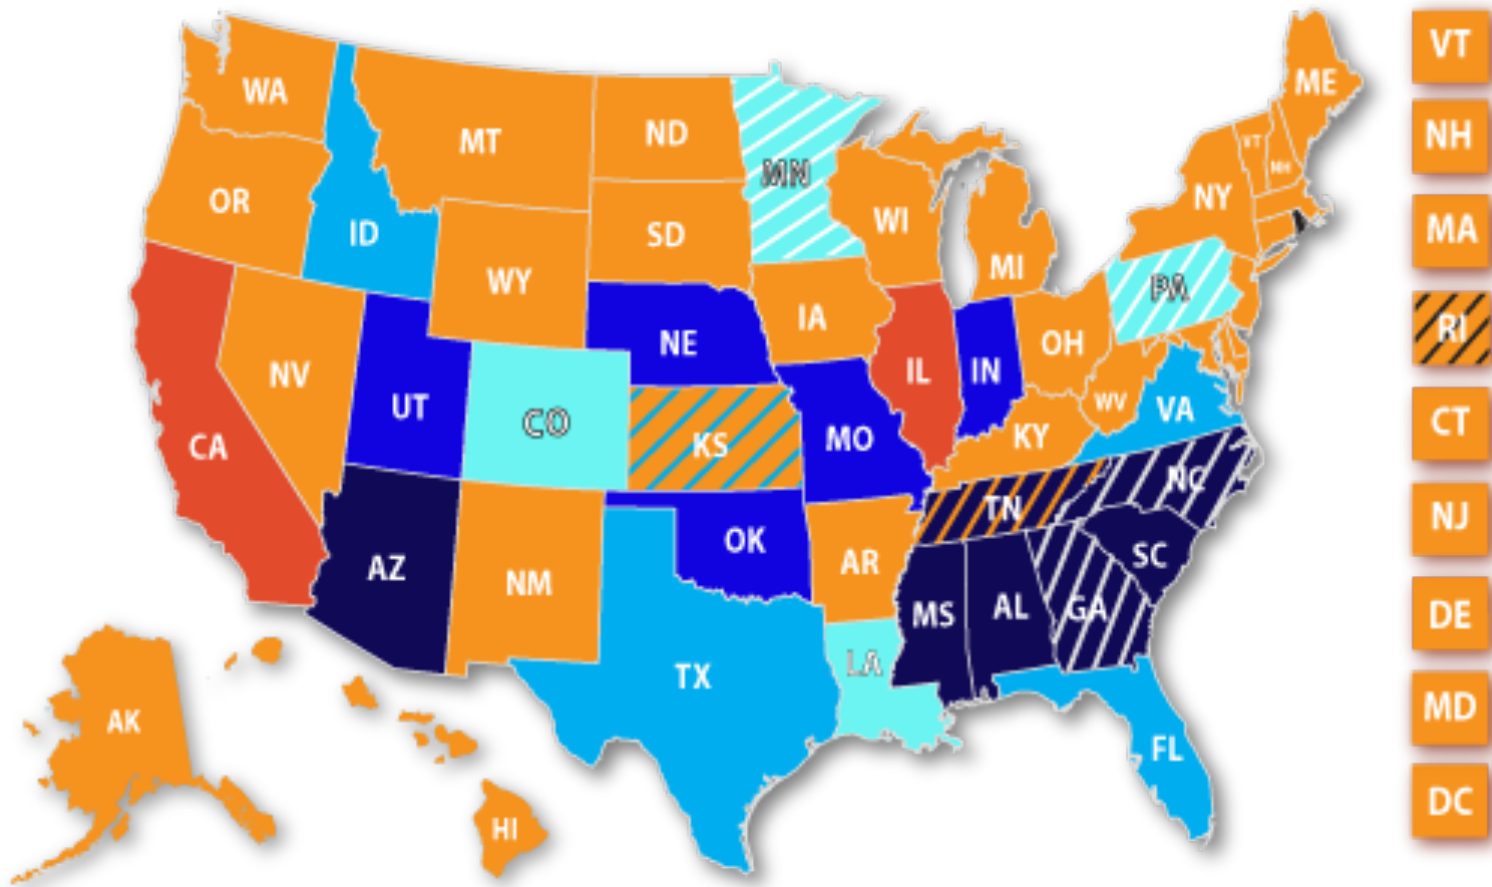 WA
MT
ND
MN
OR
ID
SD
WI
MI
NY
VT
NH
ME
WY
IA
NE
NV
UT
CO
KS
MO
IL
IN
OH
PA
WV
VA
KY
CA
AZ
NM
OK
AR
TN
NC
SC
MS
AL
GA
TX
LA
FL
AK
HI
VT
NH
MA
RI
CT
NJ
DE
MD
DC